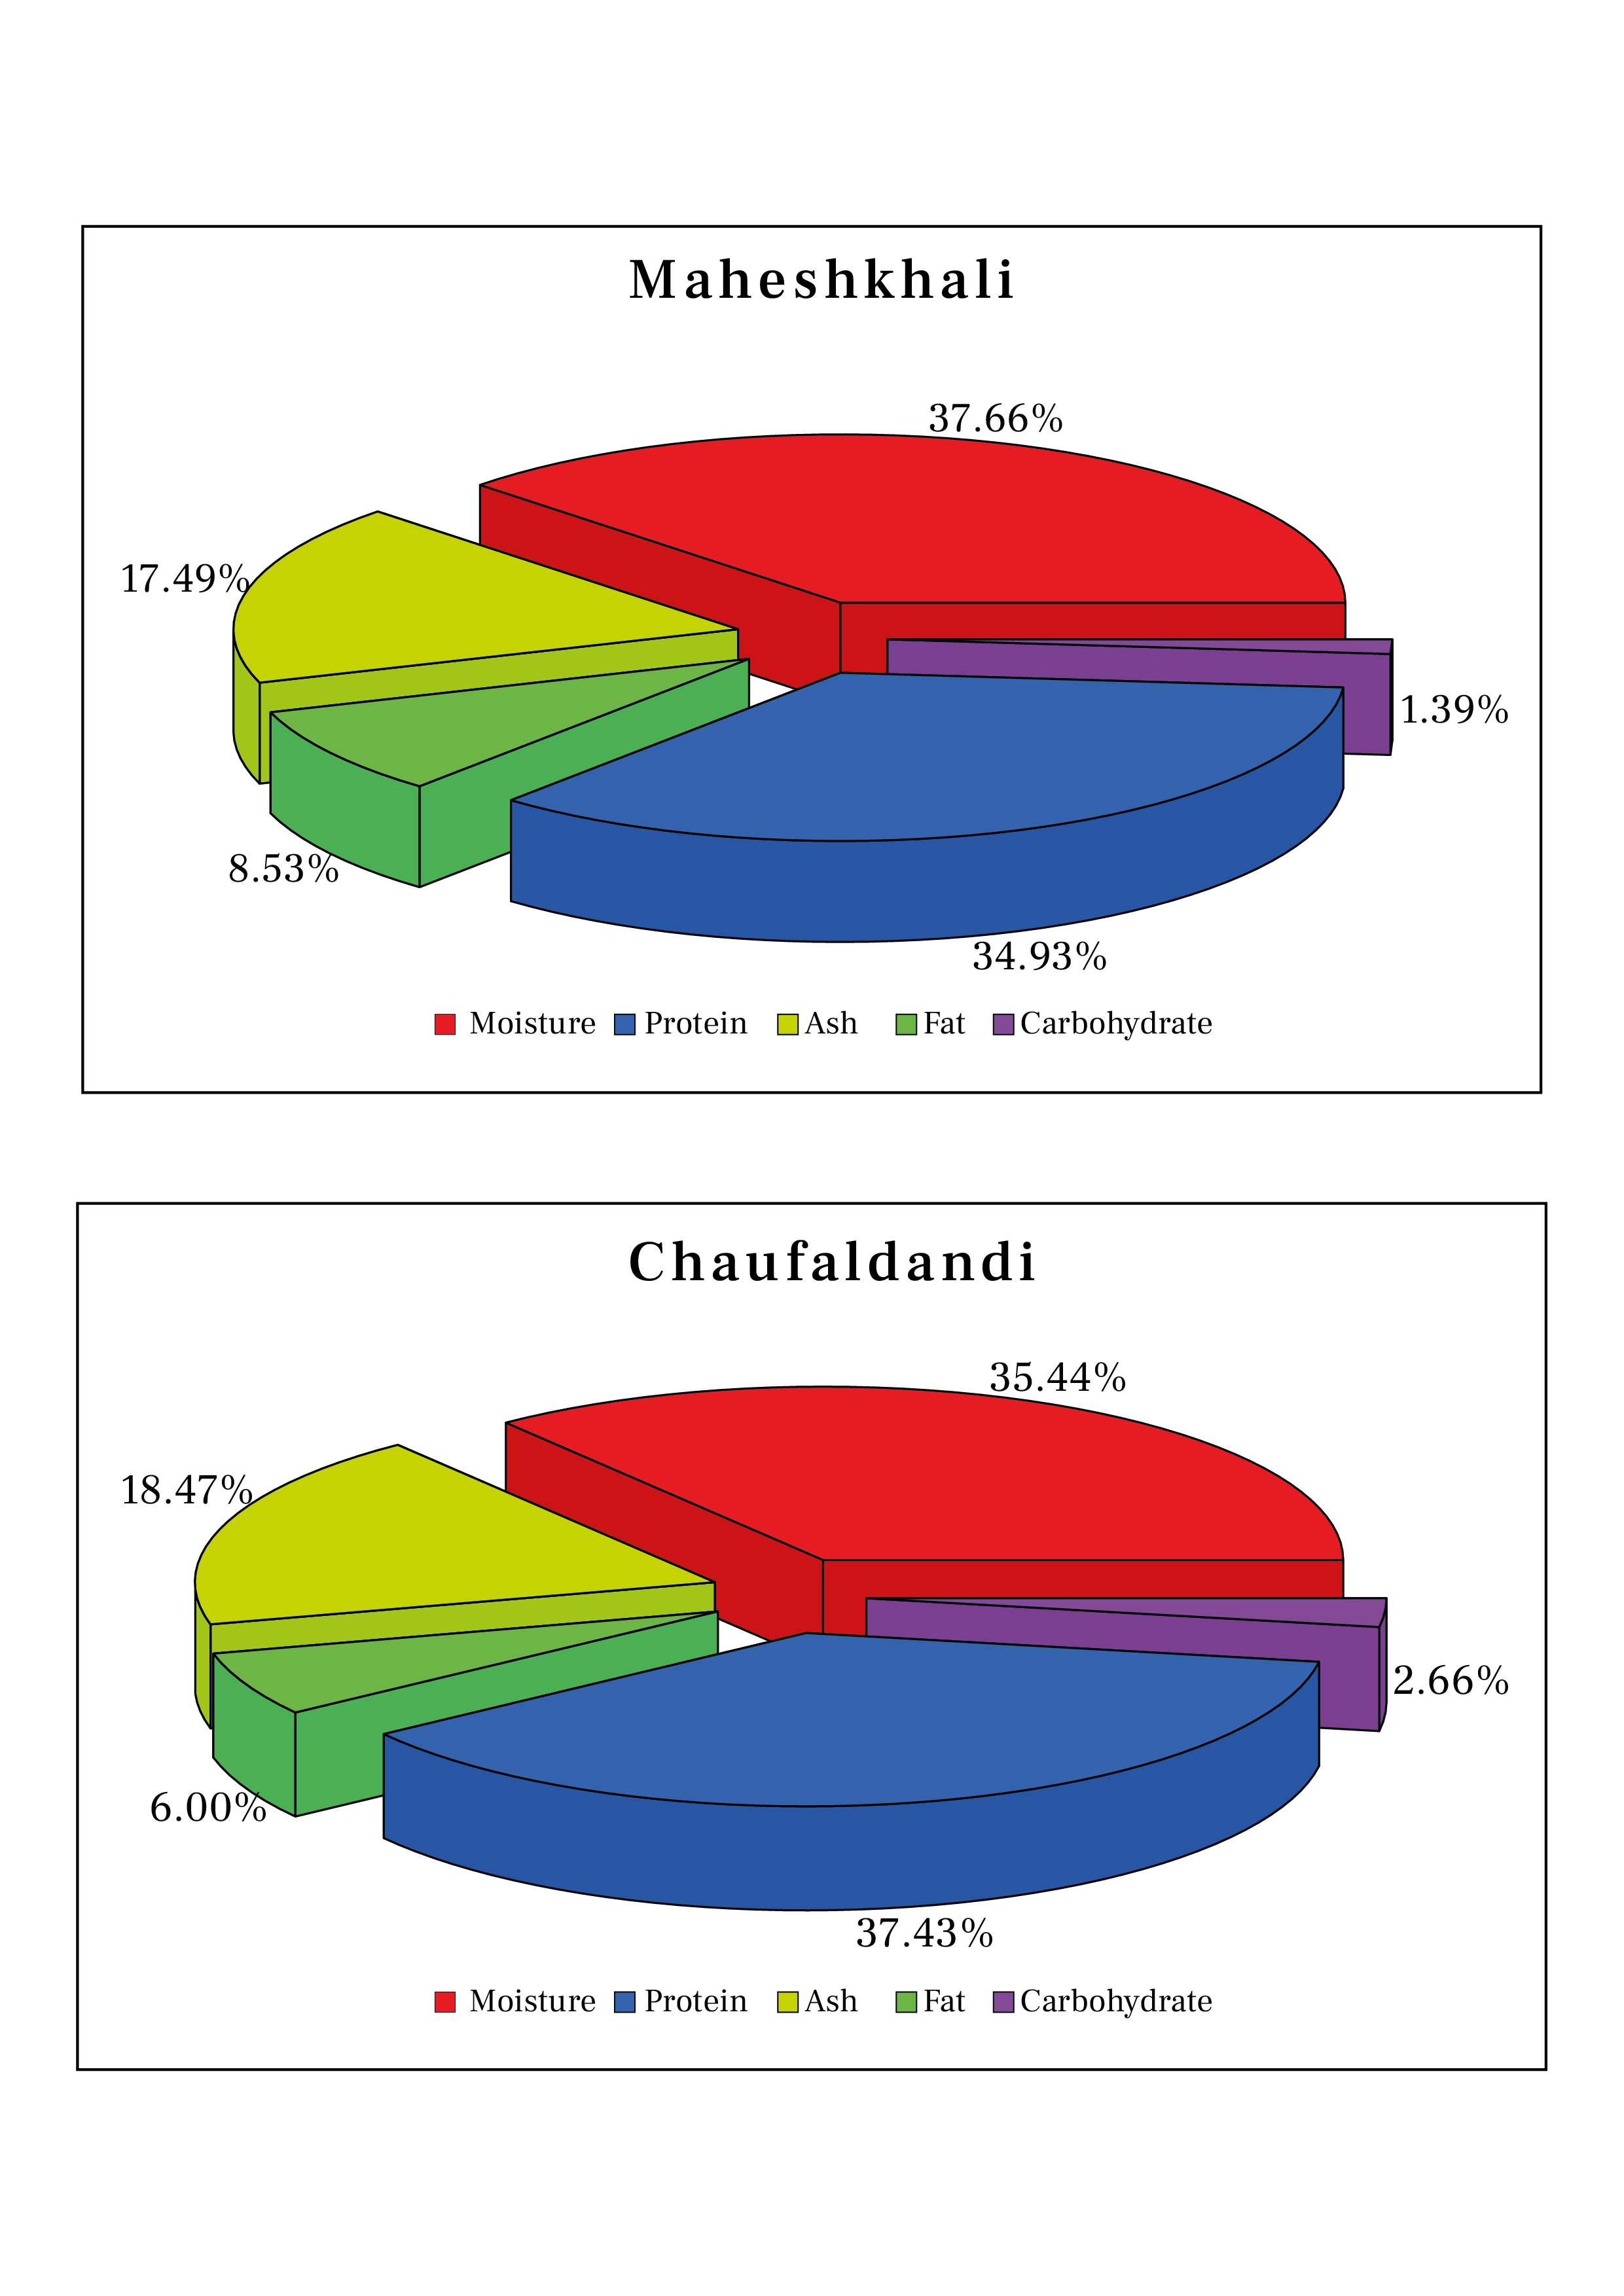 Maheshkhali
37.66%
17.49%
1.39%
8.53%
34.93%
Moisture Protein Ash Fat Carbohydrate
Chaufaldandi
35.44%
18.47%
2.66%
6.00%
37.43%
Moisture Protein Ash Fat Carbohydrate